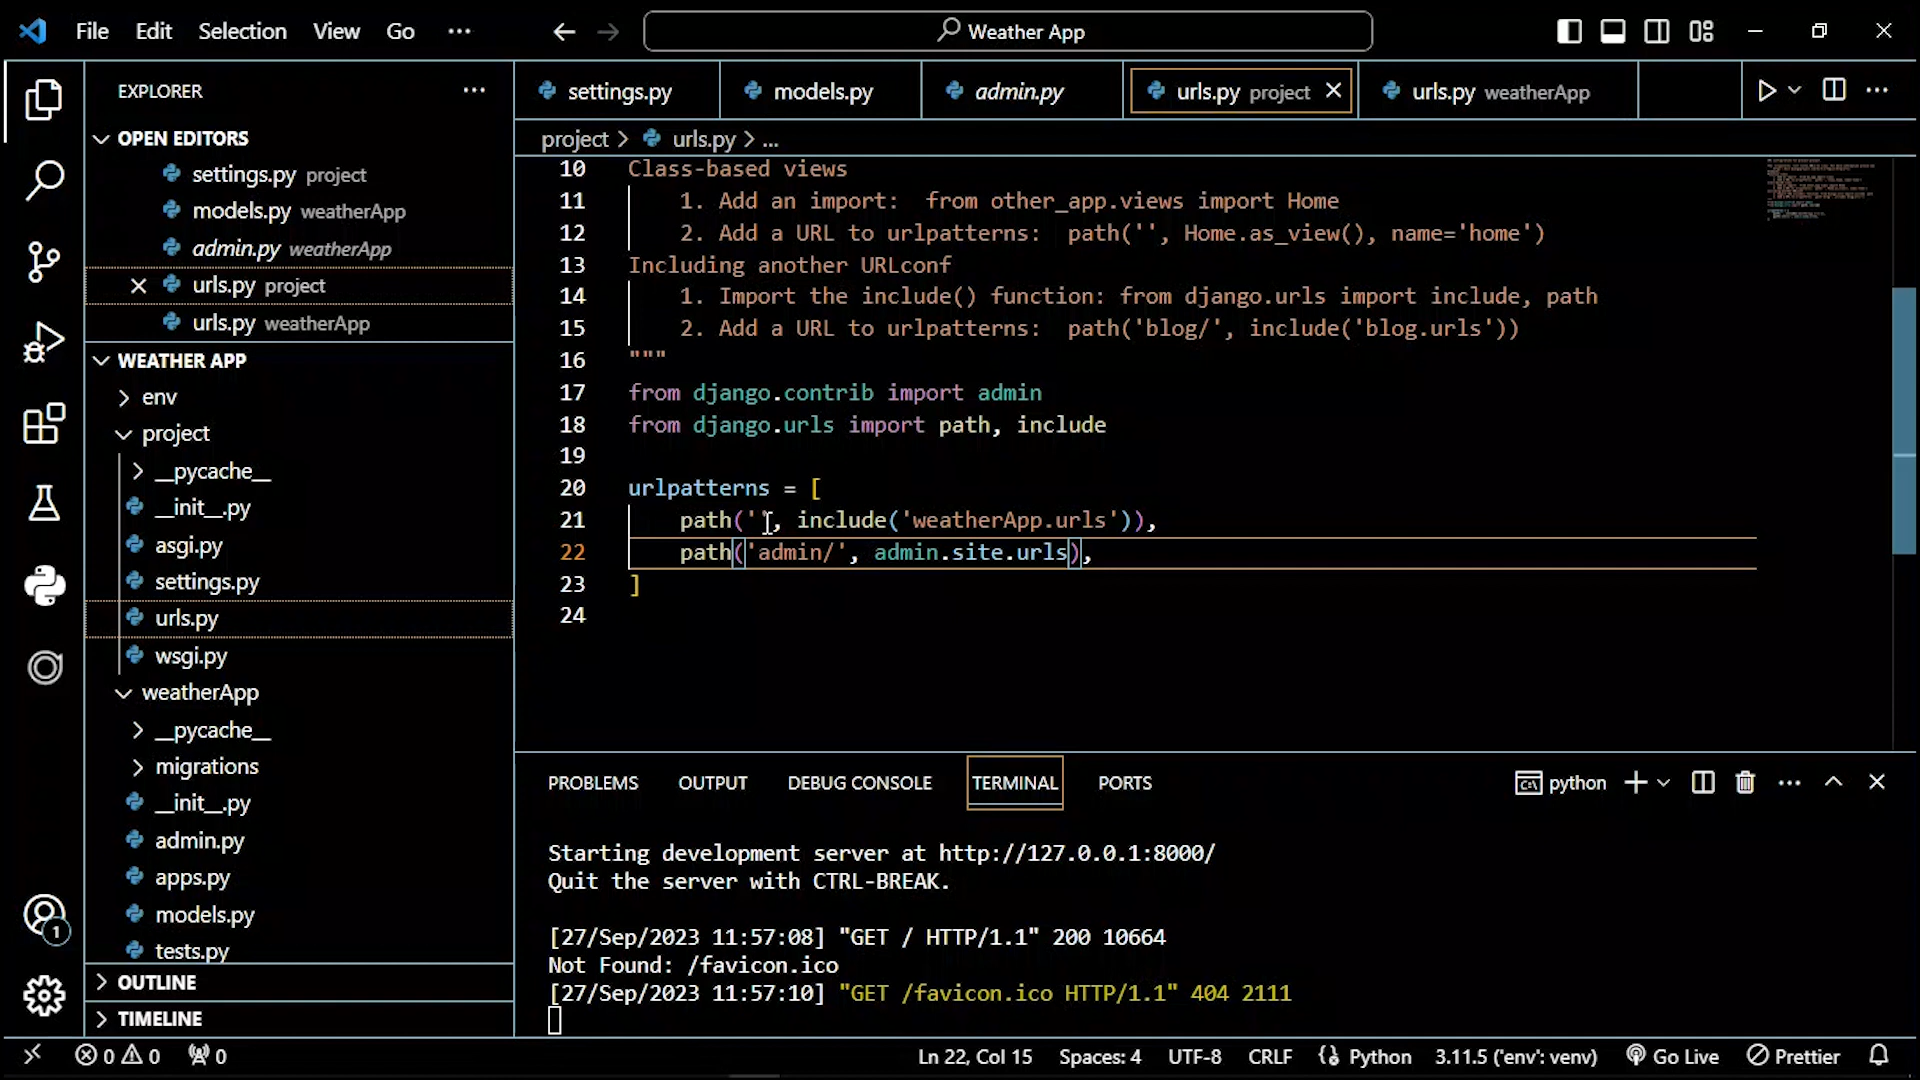 File Edit Selection View Go ··· Weather App
EXPLORER ···
OPEN EDITORS
settings.py project
models.py weatherApp
admin.py weatherApp
urls.py project
urls.py weatherApp
WEATHER APP
env
project
__pycache__
__init__.py
asgi.py
settings.py
urls.py
wsgi.py
weatherApp
__pycache__
migrations
__init__.py
admin.py
apps.py
models.py
tests.py
OUTLINE
TIMELINE
1
settings.py models.py admin.py urls.py project urls.py weatherApp
project > urls.py > ...
10 Class-based views
11 1. Add an import:  from other_app.views import Home
12 2. Add a URL to urlpatterns:  path('', Home.as_view(), name='home')
13 Including another URLconf
14 1. Import the include() function: from django.urls import include, path
15 2. Add a URL to urlpatterns:  path('blog/', include('blog.urls'))
16 """
17 from django.contrib import admin
18 from django.urls import path, include
19
20 urlpatterns = [
21 path('', include('weatherApp.urls')),
22 path('admin/', admin.site.urls),
23 ]
24
PROBLEMS OUTPUT DEBUG CONSOLE TERMINAL PORTS python
Starting development server at http://127.0.0.1:8000/
Quit the server with CTRL-BREAK.
[27/Sep/2023 11:57:08] "GET / HTTP/1.1" 200 10664
Not Found: /favicon.ico
[27/Sep/2023 11:57:10] "GET /favicon.ico HTTP/1.1" 404 2111
0 0 0 Ln 22, Col 15 Spaces: 4 UTF-8 CRLF Python 3.11.5 ('env': venv) Go Live Prettier